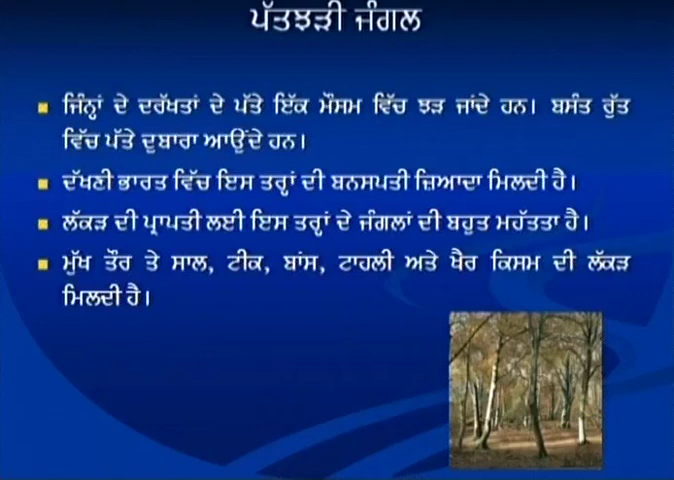 ਪੱਤਝੜੀ ਜੰਗਲ
ਜਿੰਨ੍ਹਾਂ ਦੇ ਦਰੱਖਤਾਂ ਦੇ ਪੱਤੇ ਇੱਕ ਮੌਸਮ ਵਿੱਚ ਝੜ ਜਾਂਦੇ ਹਨ। ਬਸੰਤ ਰੁੱਤ
ਵਿੱਚ ਪੱਤੇ ਦੁਬਾਰਾ ਆਉਂਦੇ ਹਨ।
ਦੱਖਣੀ ਭਾਰਤ ਵਿੱਚ ਇਸ ਤਰ੍ਹਾਂ ਦੀ ਬਨਸਪਤੀ ਜ਼ਿਆਦਾ ਮਿਲਦੀ ਹੈ।
ਲੱਕੜ ਦੀ ਪ੍ਰਾਪਤੀ ਲਈ ਇਸ ਤਰ੍ਹਾਂ ਦੇ ਜੰਗਲਾਂ ਦੀ ਬਹੁਤ ਮਹੱਤਤਾ ਹੈ।
ਮੁੱਖ ਤੌਰ ਤੇ ਸਾਲ, ਟੀਕ, ਬਾਂਸ, ਟਾਹਲੀ ਅਤੇ ਖੈਰ ਕਿਸਮ ਦੀ ਲੱਕੜ
ਮਿਲਦੀ ਹੈ।